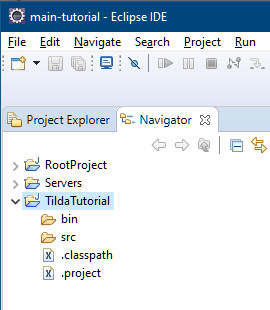 main-tutorial - Eclipse IDE
File Edit Navigate Search Project Run
Project Explorer Navigator
RootProject
Servers
TildaTutorial
bin
src
.classpath
.project